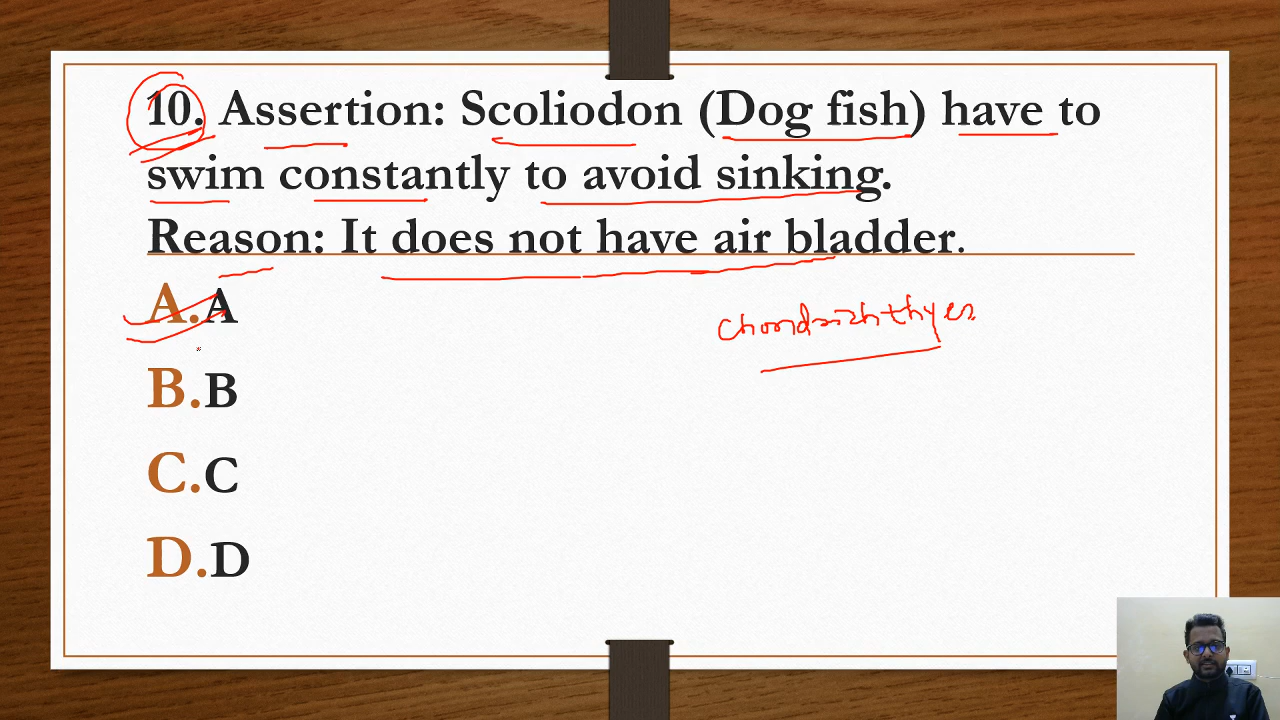 10. Assertion: Scoliodon (Dog fish) have to
swim constantly to avoid sinking.
Reason: It does not have air bladder.
A.A
chondrichthyes
B.B
C.C
D.D